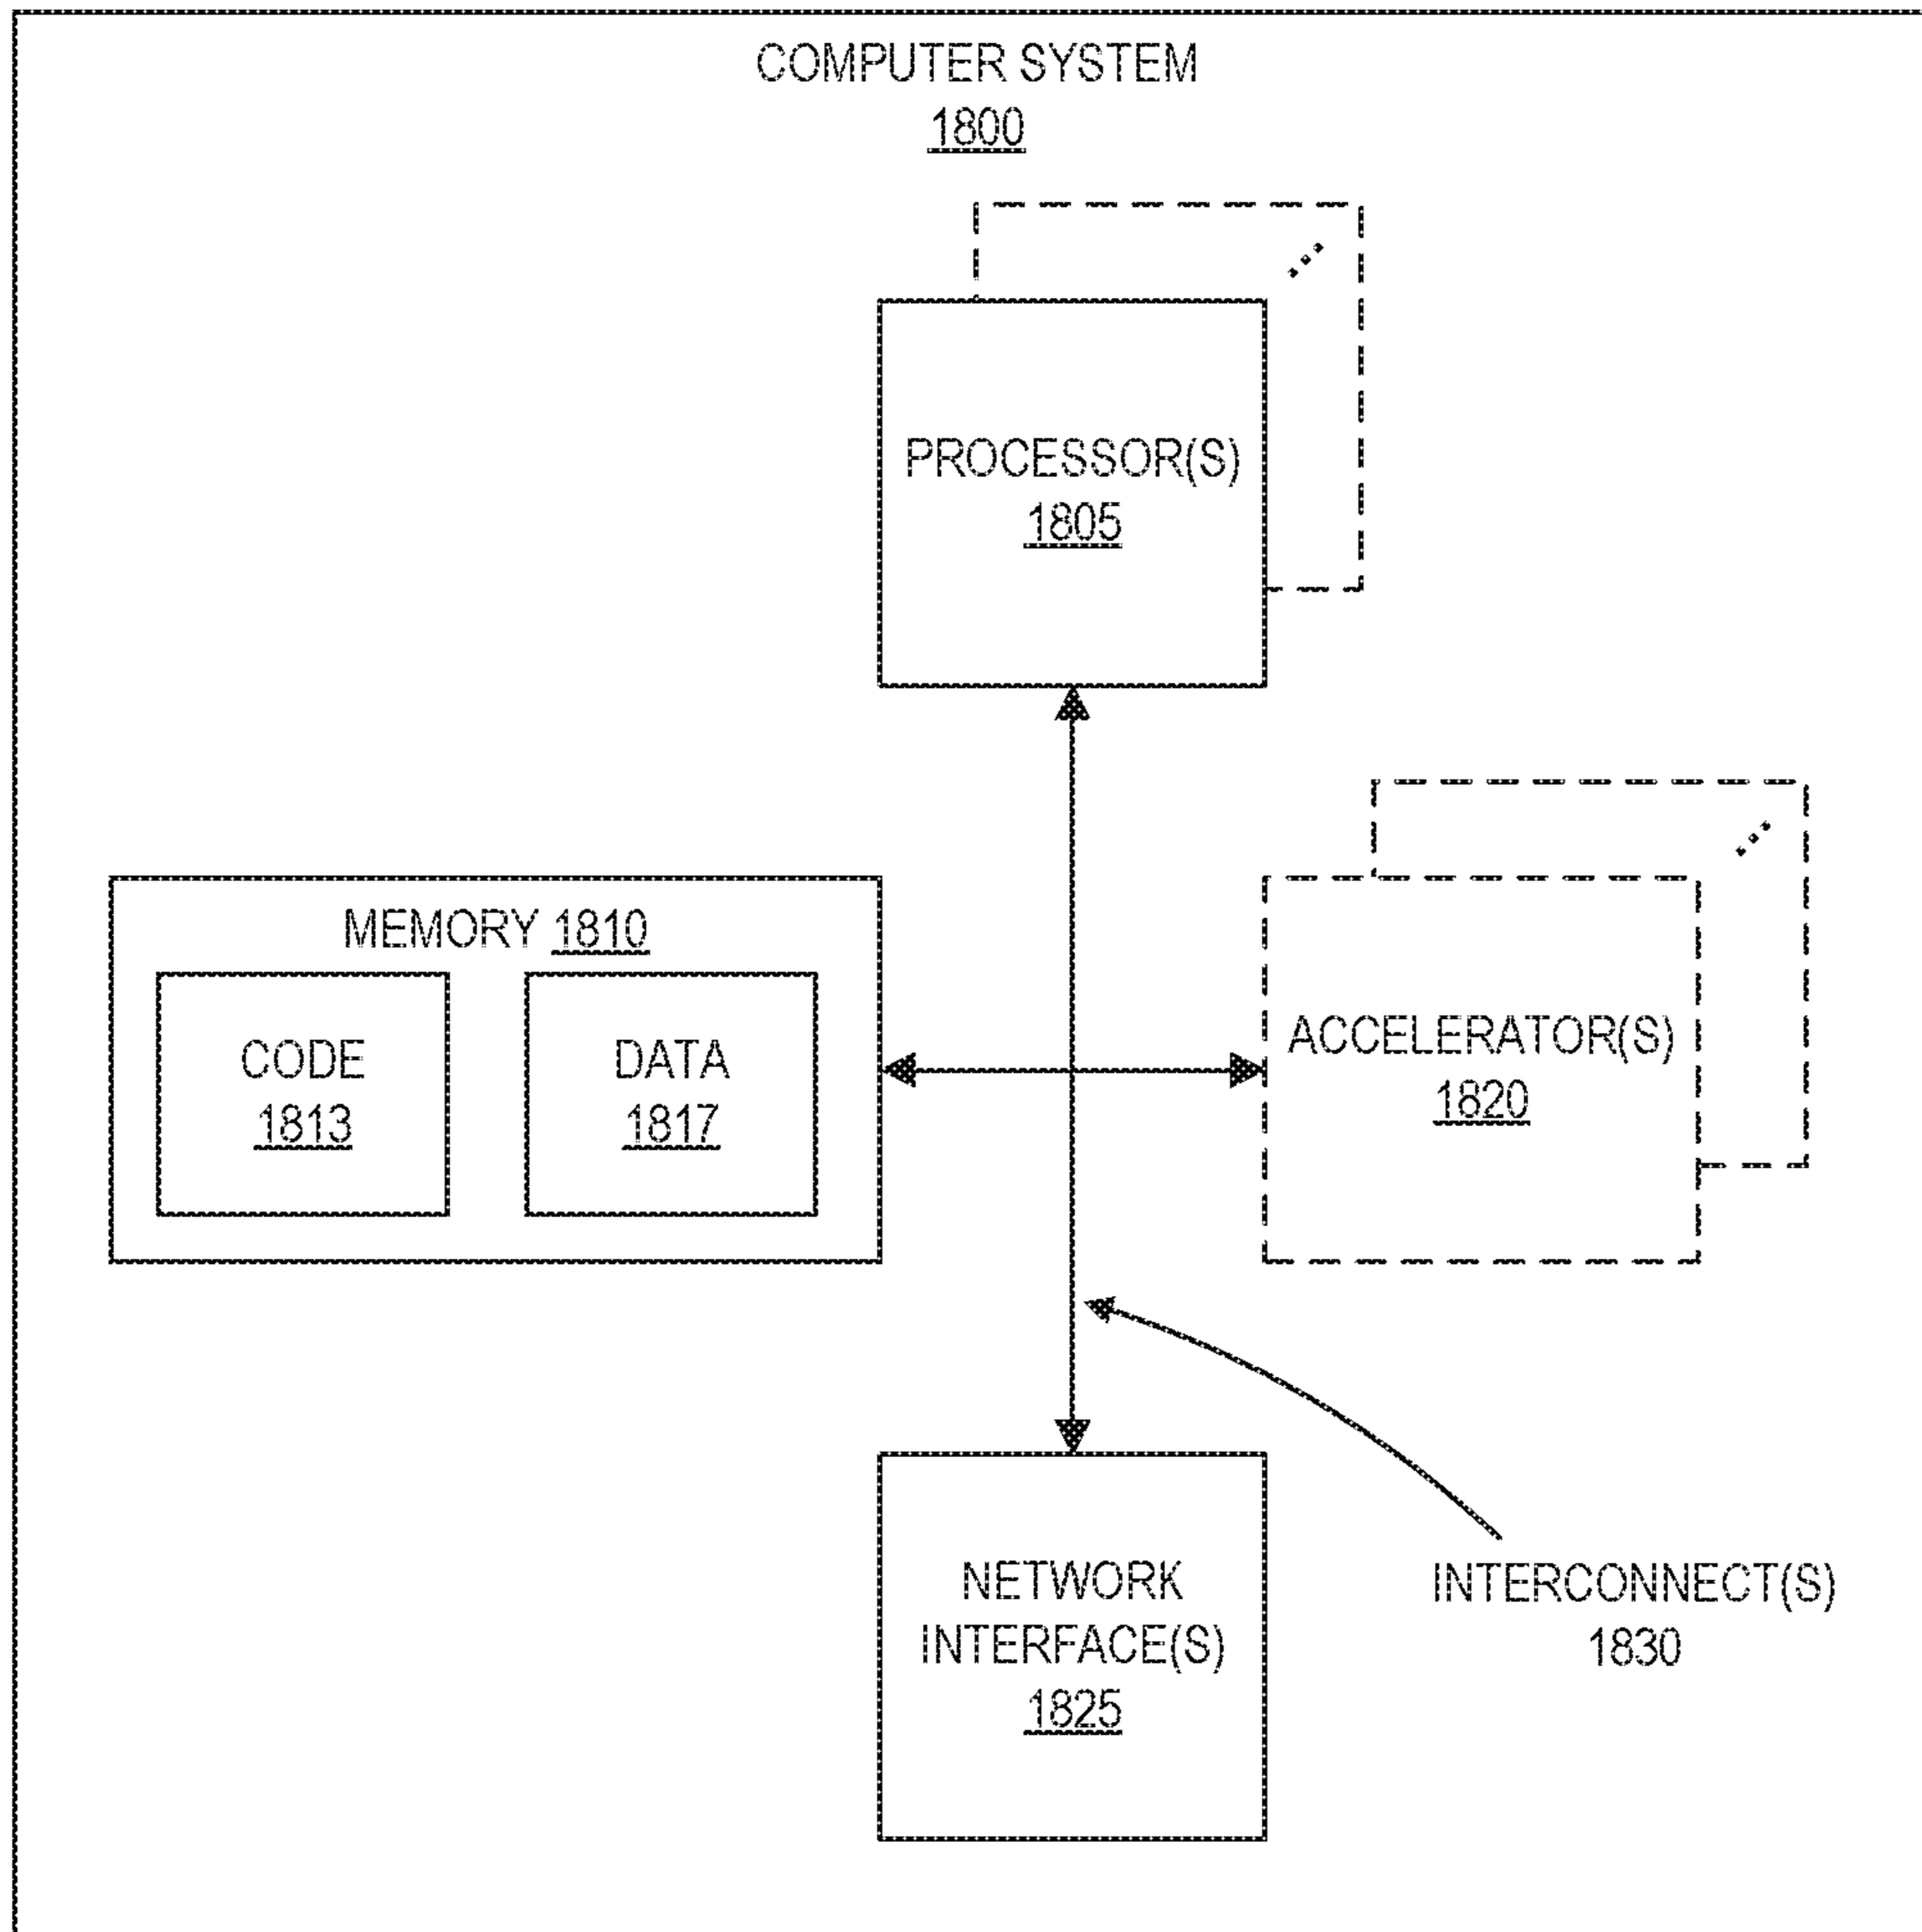 COMPUTER SYSTEM
1800
PROCESSOR(S)
1805
MEMORY 1810
CODE
1813
DATA
1817
ACCELERATOR(S)
1820
NETWORK
INTERFACE(S)
1825
INTERCONNECT(S)
1830